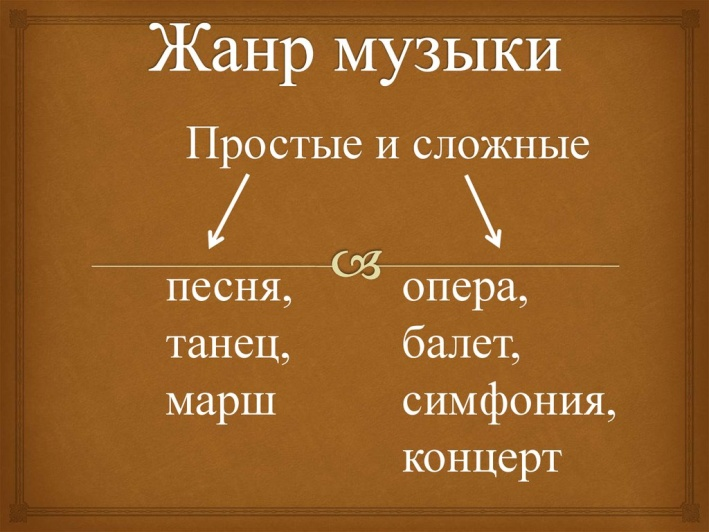 Жанр музыки
Простые и сложные
песня,
танец,
марш
опера,
балет,
симфония,
концерт